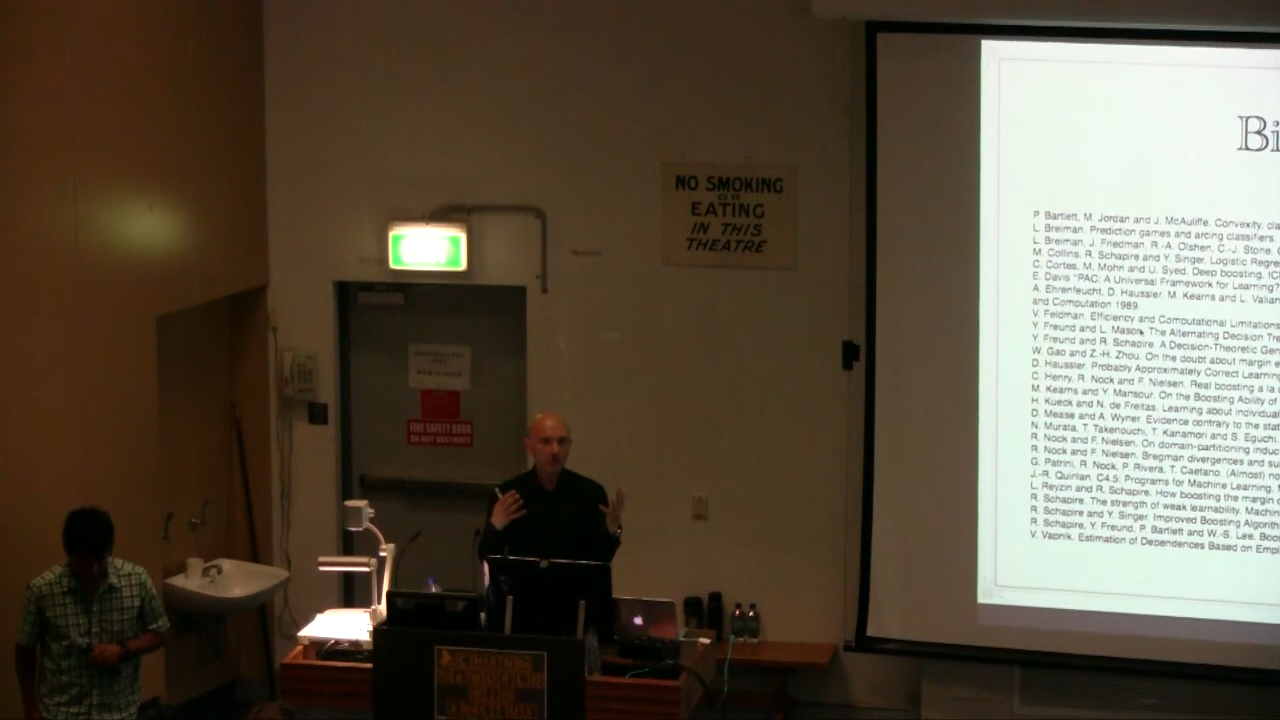 NO SMOKING
OR
EATING
IN THIS
THEATRE
FIRE SAFETY DOOR
DO NOT OBSTRUCT
Bi
P. Bartlett, M. Jordan and J. McAuliffe. Convexity, cla
L. Breiman. Prediction games and arcing classifiers.
L. Breiman, J. Friedman, R.-A. Olshen, C.-J. Stone.
M. Collins, R. Schapire and Y. Singer. Logistic Regre
C. Cortes, M. Mohri and U. Syed. Deep boosting. IC
E. Davis "PAC: A Universal Framework for Learning?
A. Ehrenfeucht, D. Haussler, M. Kearns and L. Valian
and Computation 1989.
V. Feldman. Efficiency and Computational Limitations
Y. Freund and L. Mason. The Alternating Decision Tre
Y. Freund and R. Schapire. A Decision-Theoretic Gen
W. Gao and Z.-H. Zhou. On the doubt about margin e
D. Haussler. Probably Approximately Correct Learning
C. Henry, R. Nock and F. Nielsen. Real boosting a la
M. Kearns and Y. Mansour. On the Boosting Ability of
H. Kueck and N. de Freitas. Learning about individual
D. Mease and A. Wyner. Evidence contrary to the stat
N. Murata, T. Takenouchi, T. Kanamori and S. Eguchi.
R. Nock and F. Nielsen. On domain-partitioning induc
R. Nock and F. Nielsen. Bregman divergences and su
G. Patrini, R. Nock, P. Rivera, T. Caetano. (Almost) no
J.-R. Quinlan. C4.5: Programs for Machine Learning.
L. Reyzin and R. Schapire. How boosting the margin c
R. Schapire. The strength of weak learnability. Machin
R. Schapire and Y. Singer. Improved Boosting Algorith
R. Schapire, Y. Freund, P. Bartlett and W.-S. Lee. Boo
V. Vapnik. Estimation of Dependences Based on Empi